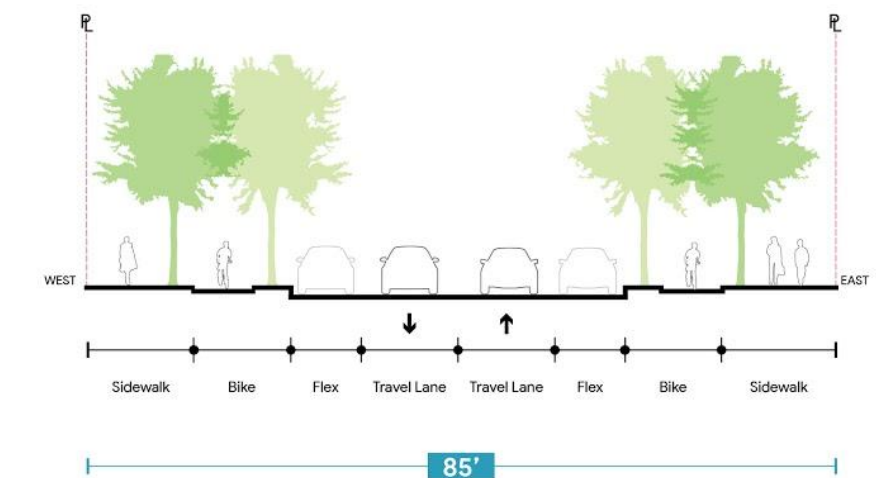 PL PL
WEST EAST
Sidewalk Bike Flex Travel Lane Travel Lane Flex Bike Sidewalk
85'